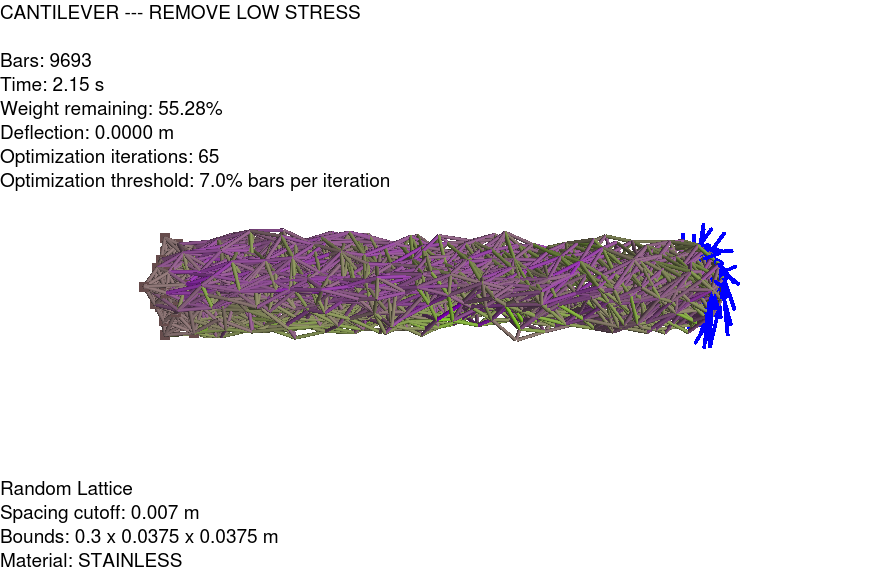 CANTILEVER --- REMOVE LOW STRESS
Bars: 9693
Time: 2.15 s
Weight remaining: 55.28%
Deflection: 0.0000 m
Optimization iterations: 65
Optimization threshold: 7.0% bars per iteration
Random Lattice
Spacing cutoff: 0.007 m
Bounds: 0.3 x 0.0375 x 0.0375 m
Material: STAINLESS